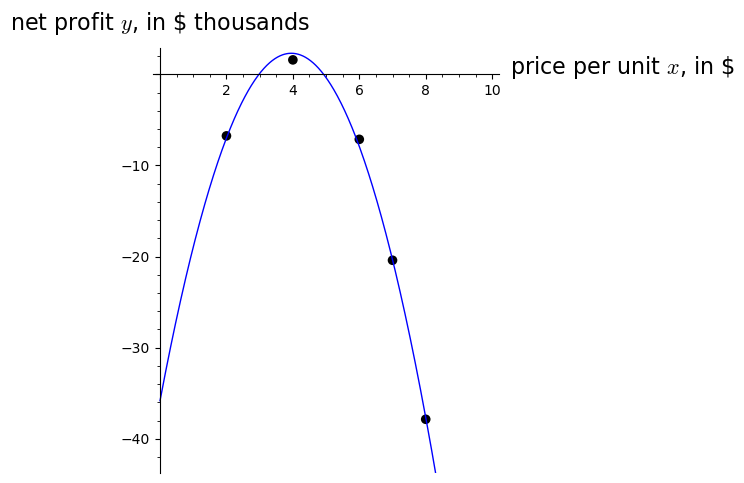 net profit y, in $ thousands
price per unit x, in $
2 4 6 8 10
−10
−20
−30
−40